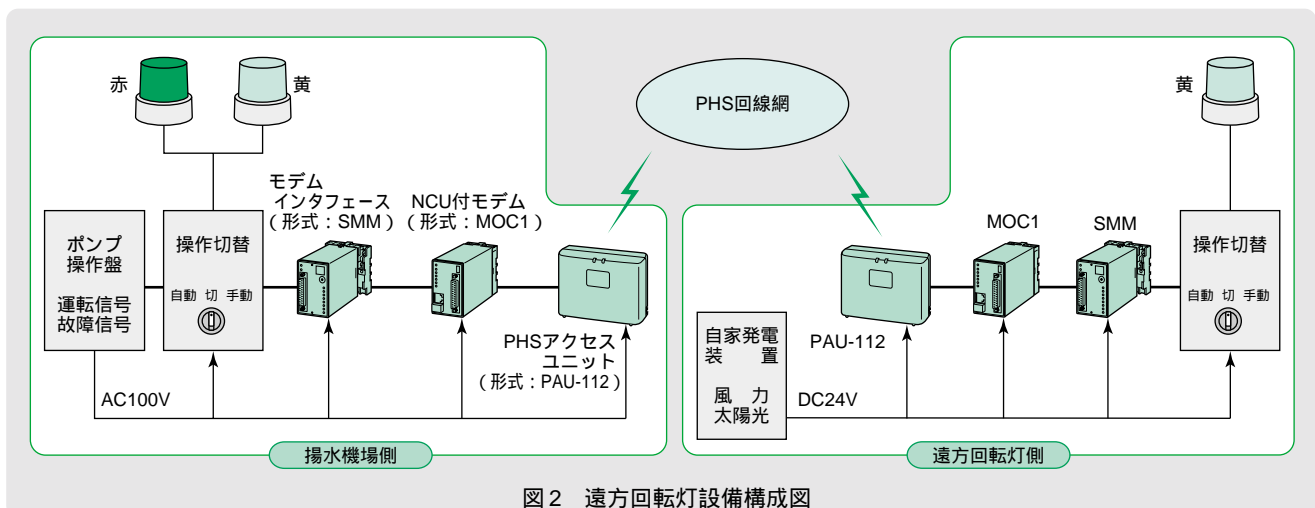 赤
黄
モデム
インタフェース
(形式:SMM)
NCU付モデム
(形式:MOC1)
ポンプ
操作盤
運転信号
故障信号
操作切替
自動 切 手動
PHSアクセス
ユニット
(形式:PAU-112)
AC100V
揚水機場側
PHS回線網
黄
MOC1
SMM
操作切替
自動 切 手動
PAU-112
自家発電
装 置
風 力
太陽光
DC24V
遠方回転灯側
図2 遠方回転灯設備構成図